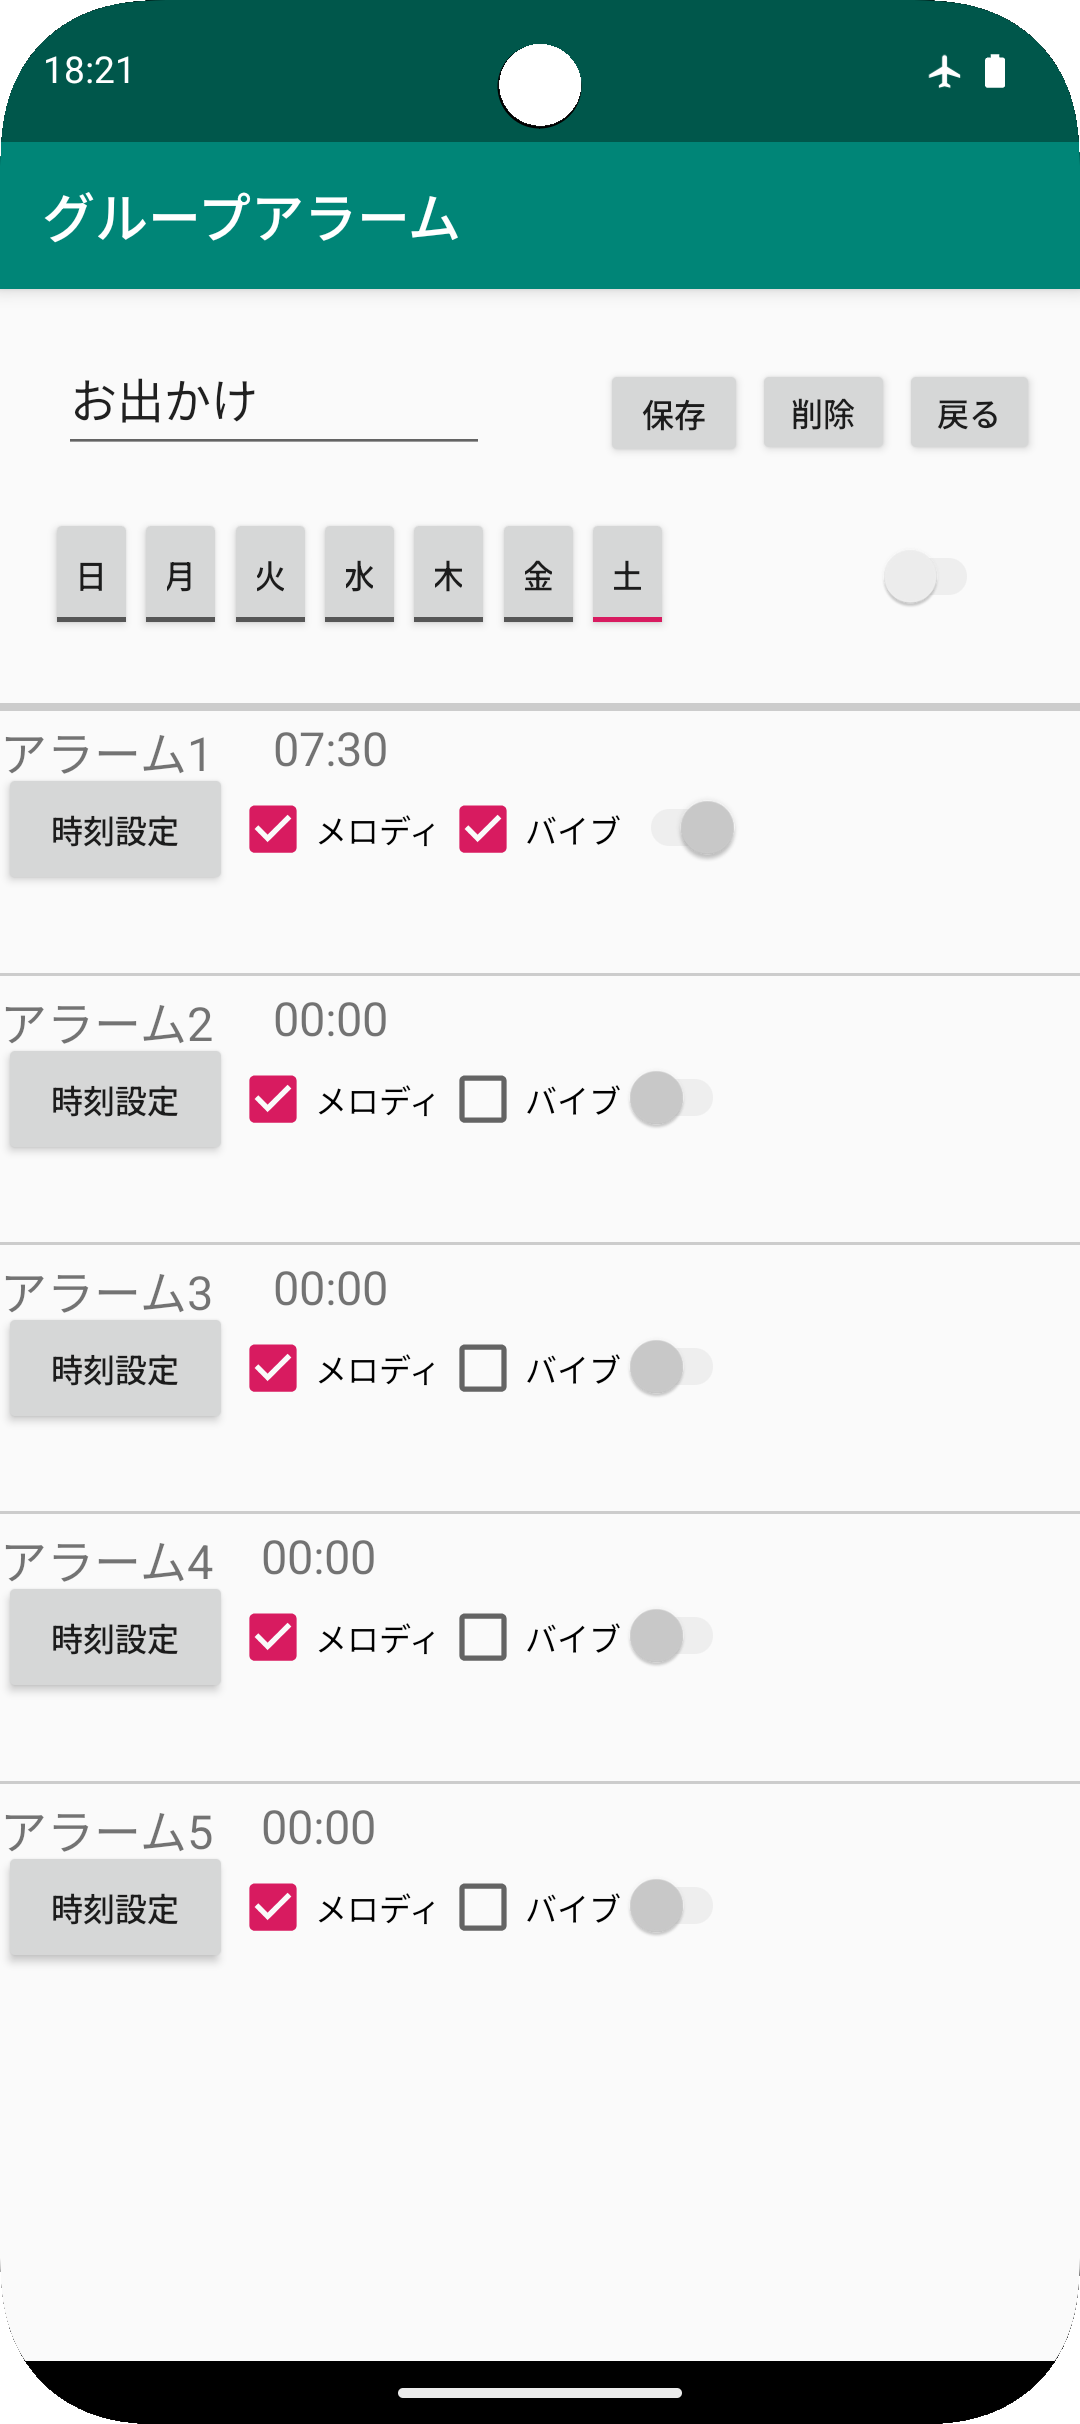 18:21
グループアラーム
お出かけ 保存 削除 戻る
日 月 火 水 木 金 土
アラーム1 07:30
時刻設定 メロディ バイブ
アラーム2 00:00
時刻設定 メロディ バイブ
アラーム3 00:00
時刻設定 メロディ バイブ
アラーム4 00:00
時刻設定 メロディ バイブ
アラーム5 00:00
時刻設定 メロディ バイブ